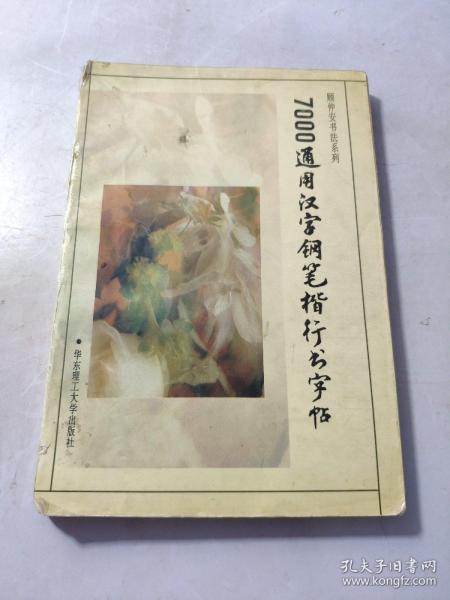 顾仲安书法系列
7000通用汉字钢笔楷行书字帖
•华东理工大学出版社
孔夫子旧书网
www.kongfz.com